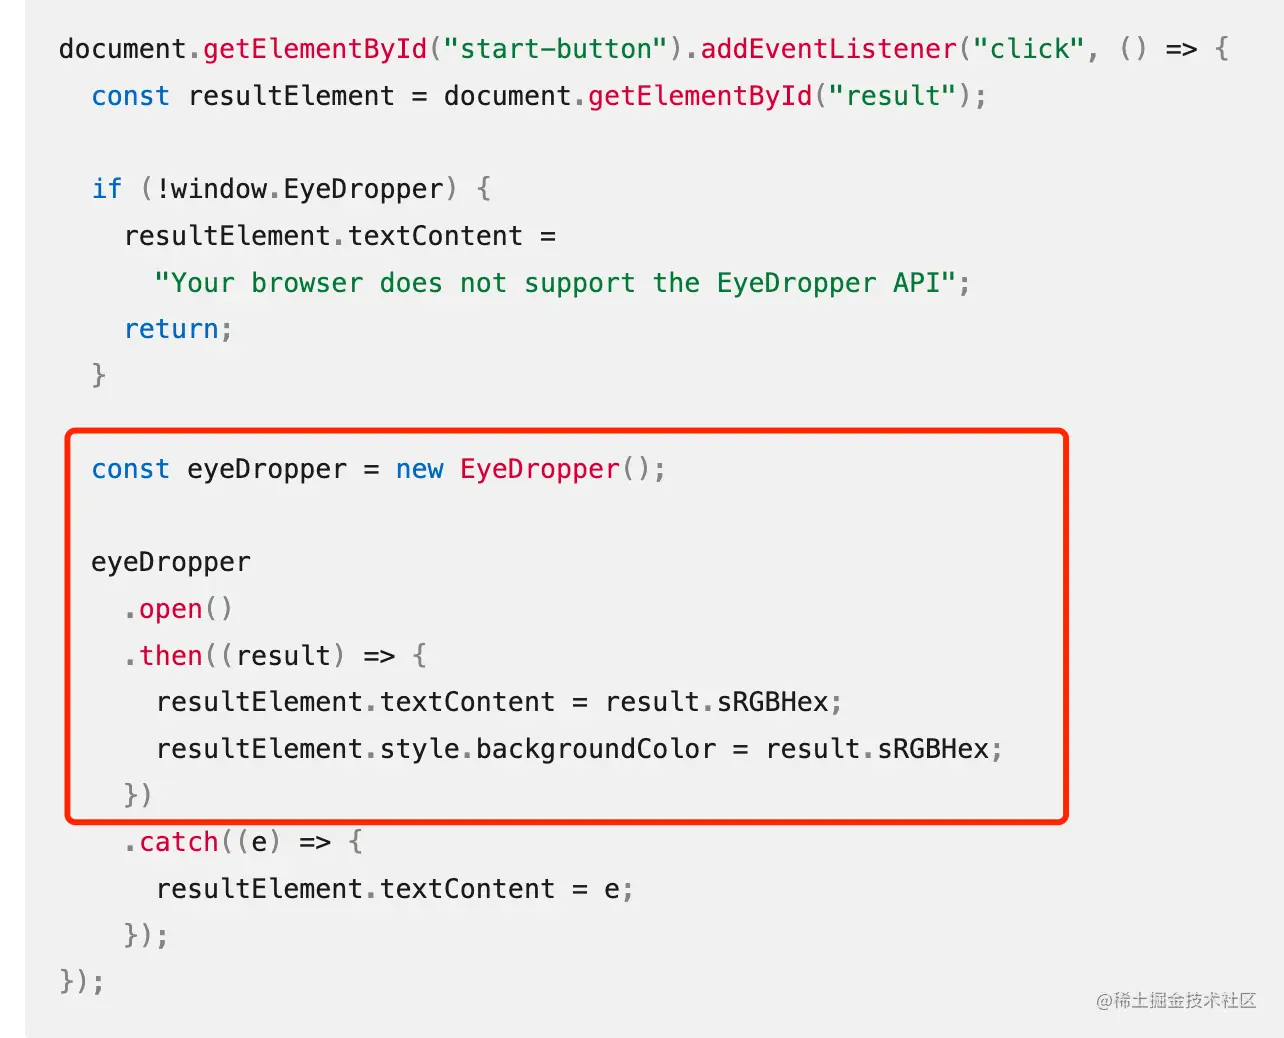 document.getElementById("start-button").addEventListener("click", () => {
  const resultElement = document.getElementById("result");

  if (!window.EyeDropper) {
    resultElement.textContent =
      "Your browser does not support the EyeDropper API";
    return;
  }

  const eyeDropper = new EyeDropper();

  eyeDropper
    .open()
    .then((result) => {
      resultElement.textContent = result.sRGBHex;
      resultElement.style.backgroundColor = result.sRGBHex;
    })
    .catch((e) => {
      resultElement.textContent = e;
    });
});
@稀土掘金技术社区